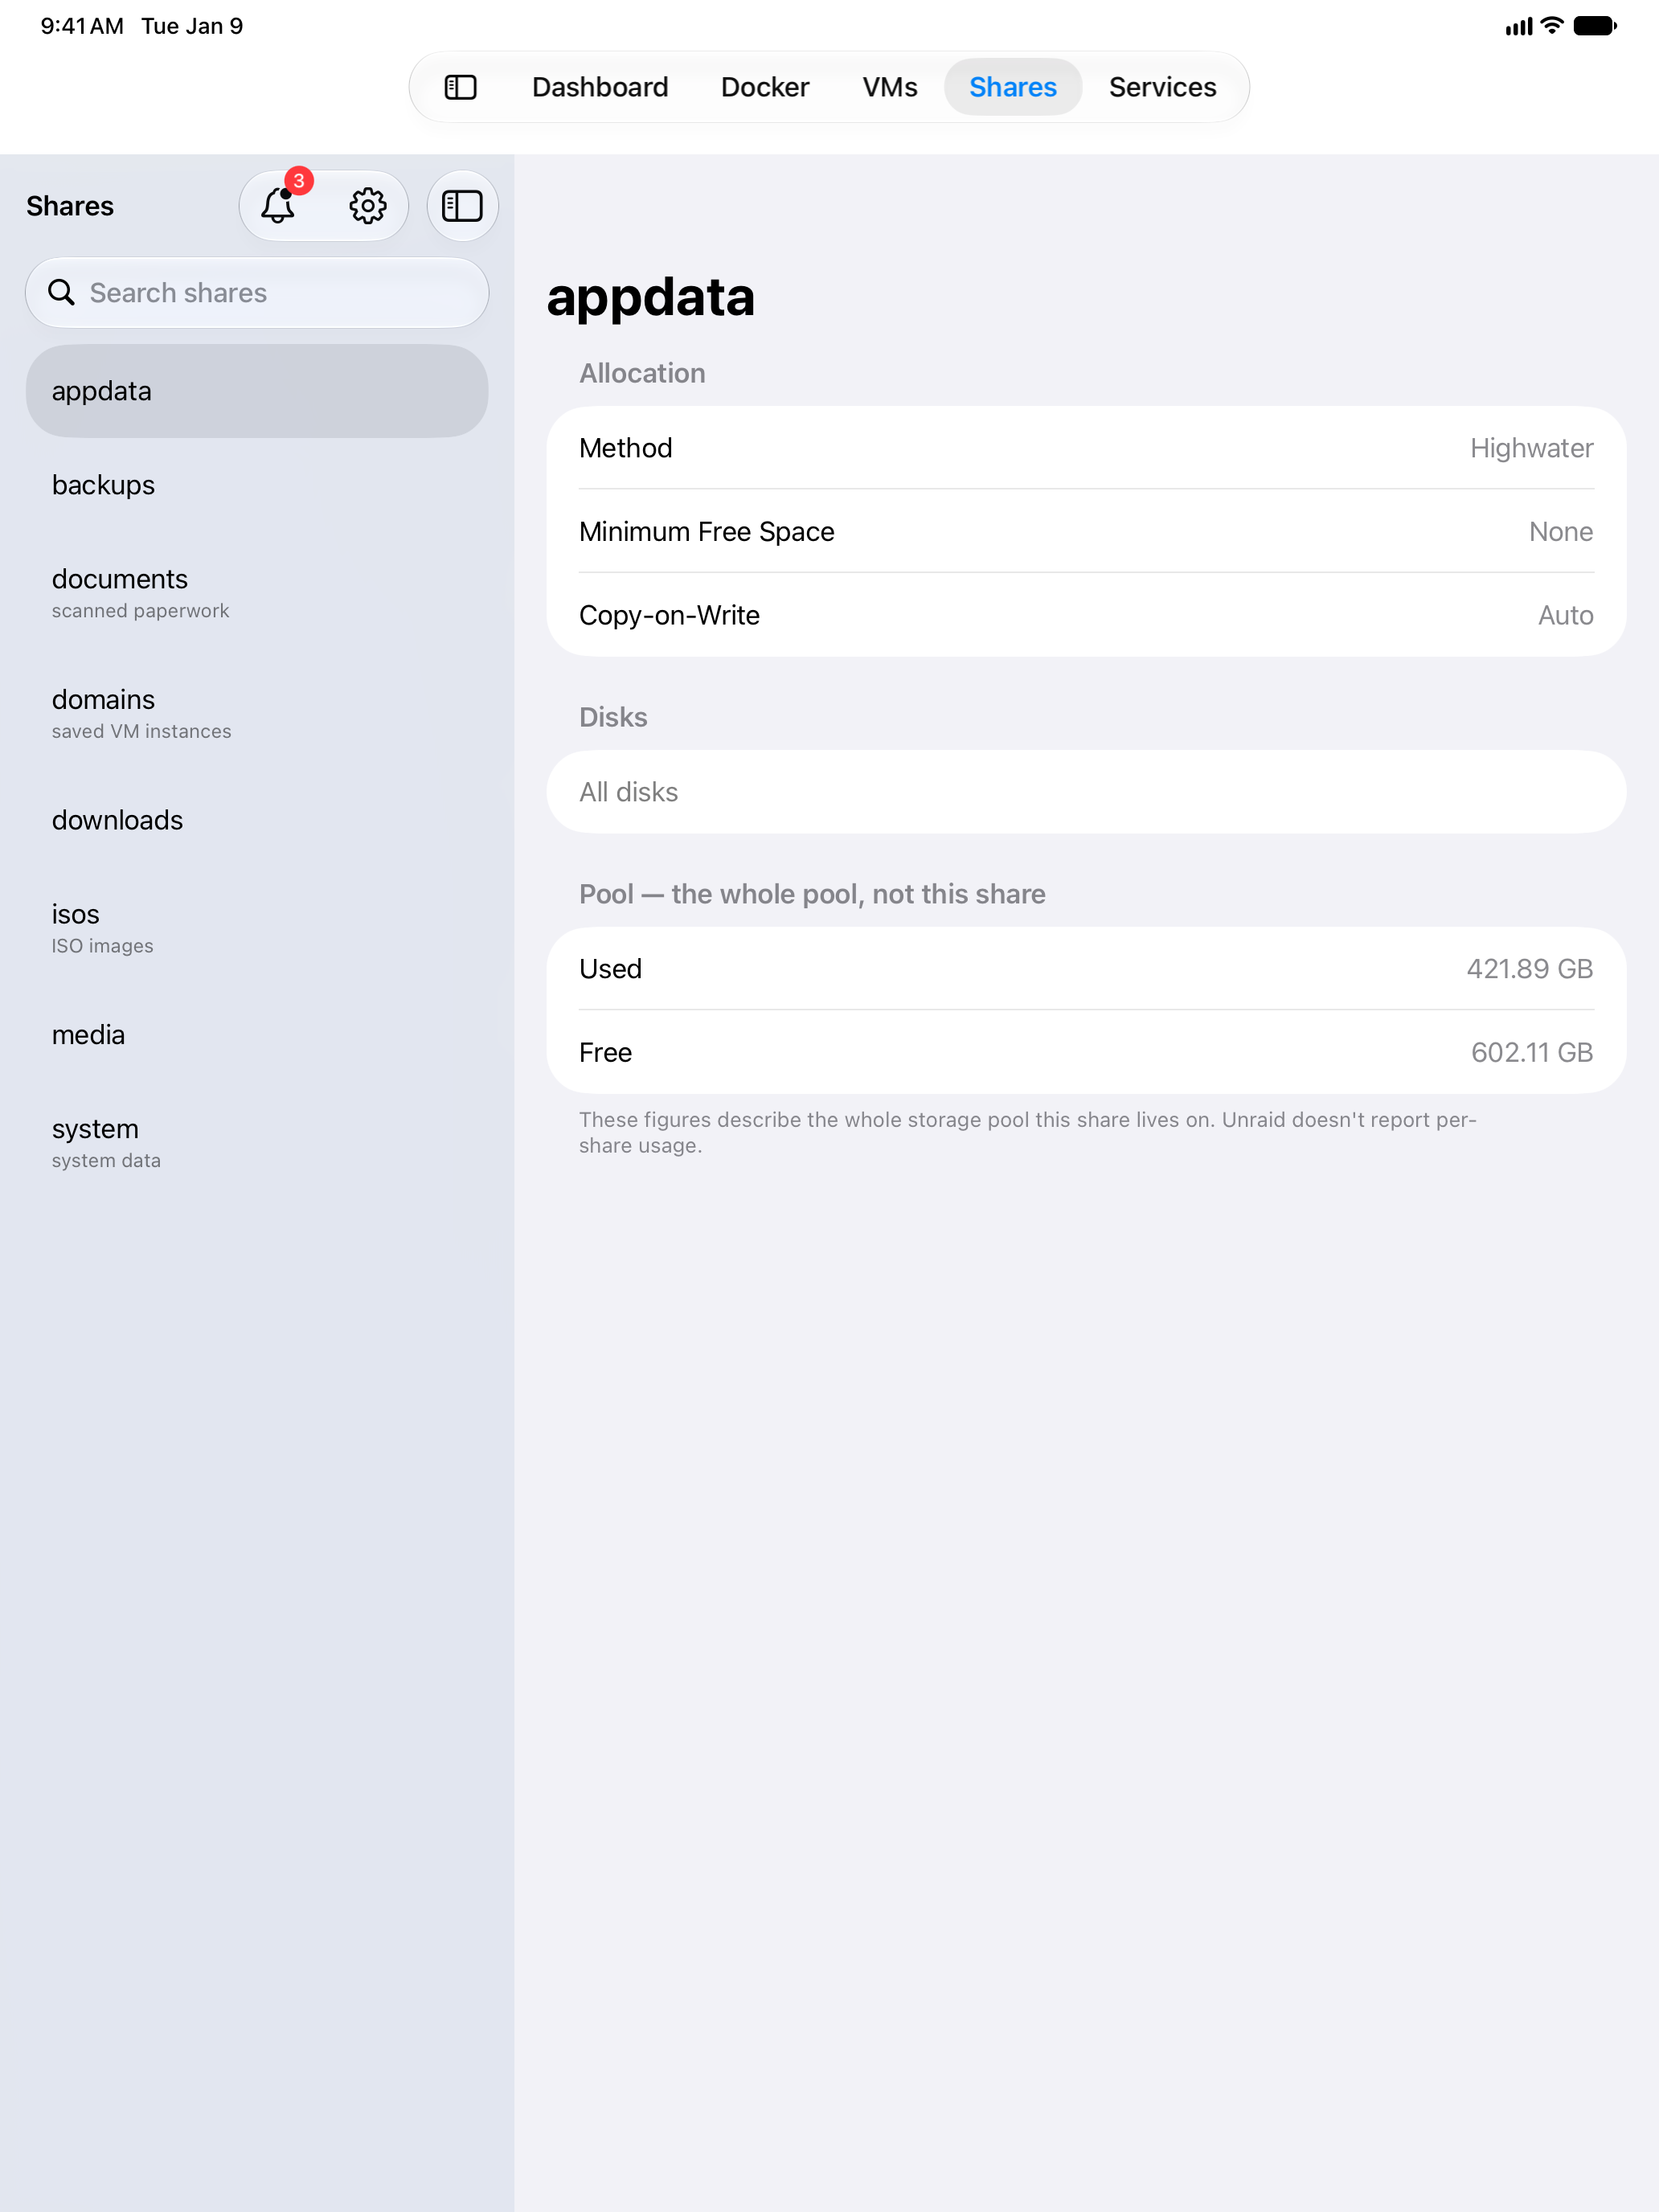 9:41 AM Tue Jan 9
Dashboard Docker VMs Shares Services
Shares
3
Search shares
appdata
backups
documents
scanned paperwork
domains
saved VM instances
downloads
isos
ISO images
media
system
system data
appdata
Allocation
Method Highwater
Minimum Free Space None
Copy-on-Write Auto
Disks
All disks
Pool — the whole pool, not this share
Used 421.89 GB
Free 602.11 GB
These figures describe the whole storage pool this share lives on. Unraid doesn't report per-
share usage.